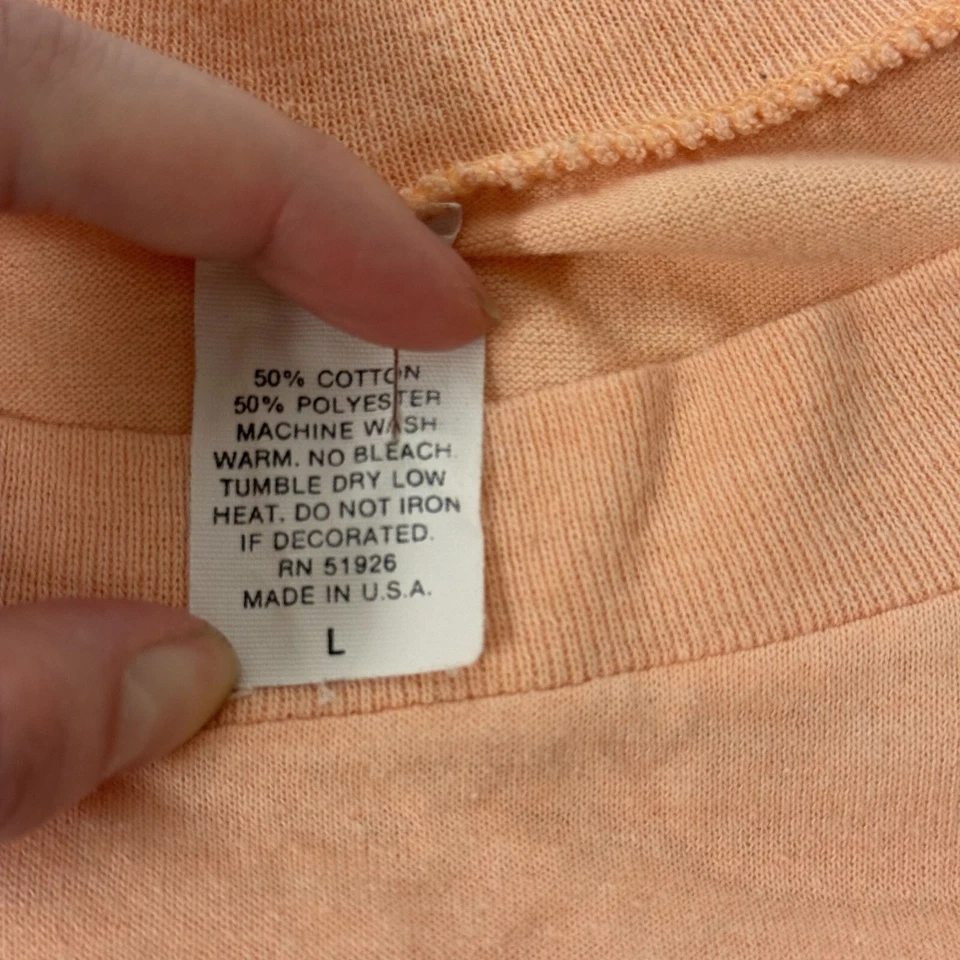 50% COTTON
50% POLYESTER
MACHINE WASH
WARM. NO BLEACH.
TUMBLE DRY LOW
HEAT. DO NOT IRON
IF DECORATED.
RN 51926
MADE IN U.S.A.
L